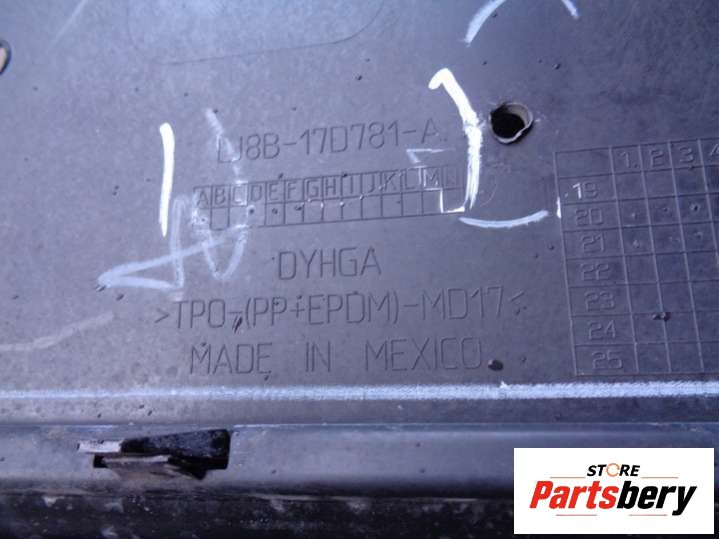 LJ8B-17D781-A
A B C D E F G H I J K L M N
DYHGA
>TPO-(PP+EPDM)-MD17<
MADE IN MEXICO
1 2 3 4
19
20
21
22
23
24
25
STORE
Partsbery